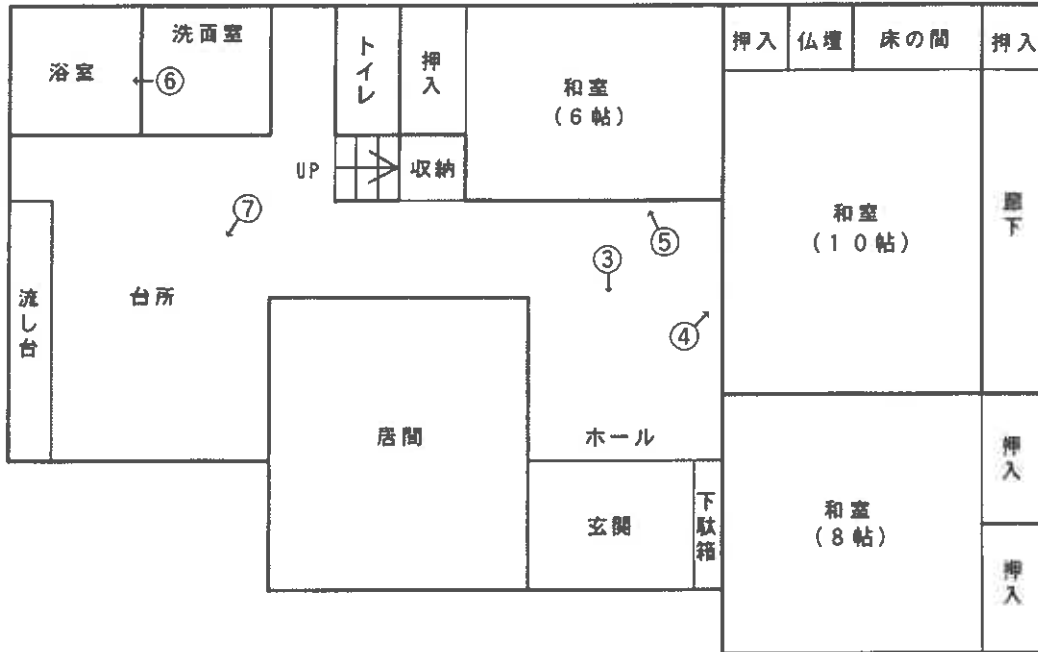 浴室
⑥
洗面室
トイレ
押入
和室
(6帖)
押入
仏壇
床の間
押入
UP
収納
⑦
⑤
③
④
和室
(10帖)
廊下
流し台
台所
居間
ホール
玄関
下駄箱
和室
(8帖)
押入
押入